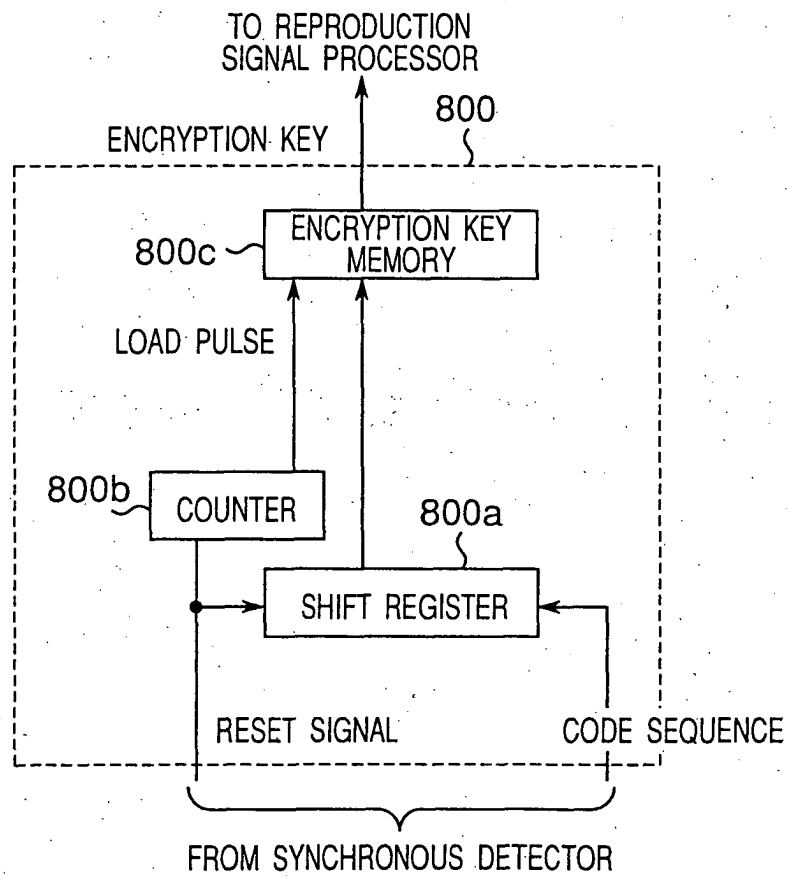 TO REPRODUCTION
SIGNAL PROCESSOR
800
ENCRYPTION KEY
800c
ENCRYPTION KEY
MEMORY
LOAD PULSE
800b
COUNTER
800a
SHIFT REGISTER
RESET SIGNAL
CODE SEQUENCE
FROM SYNCHRONOUS DETECTOR